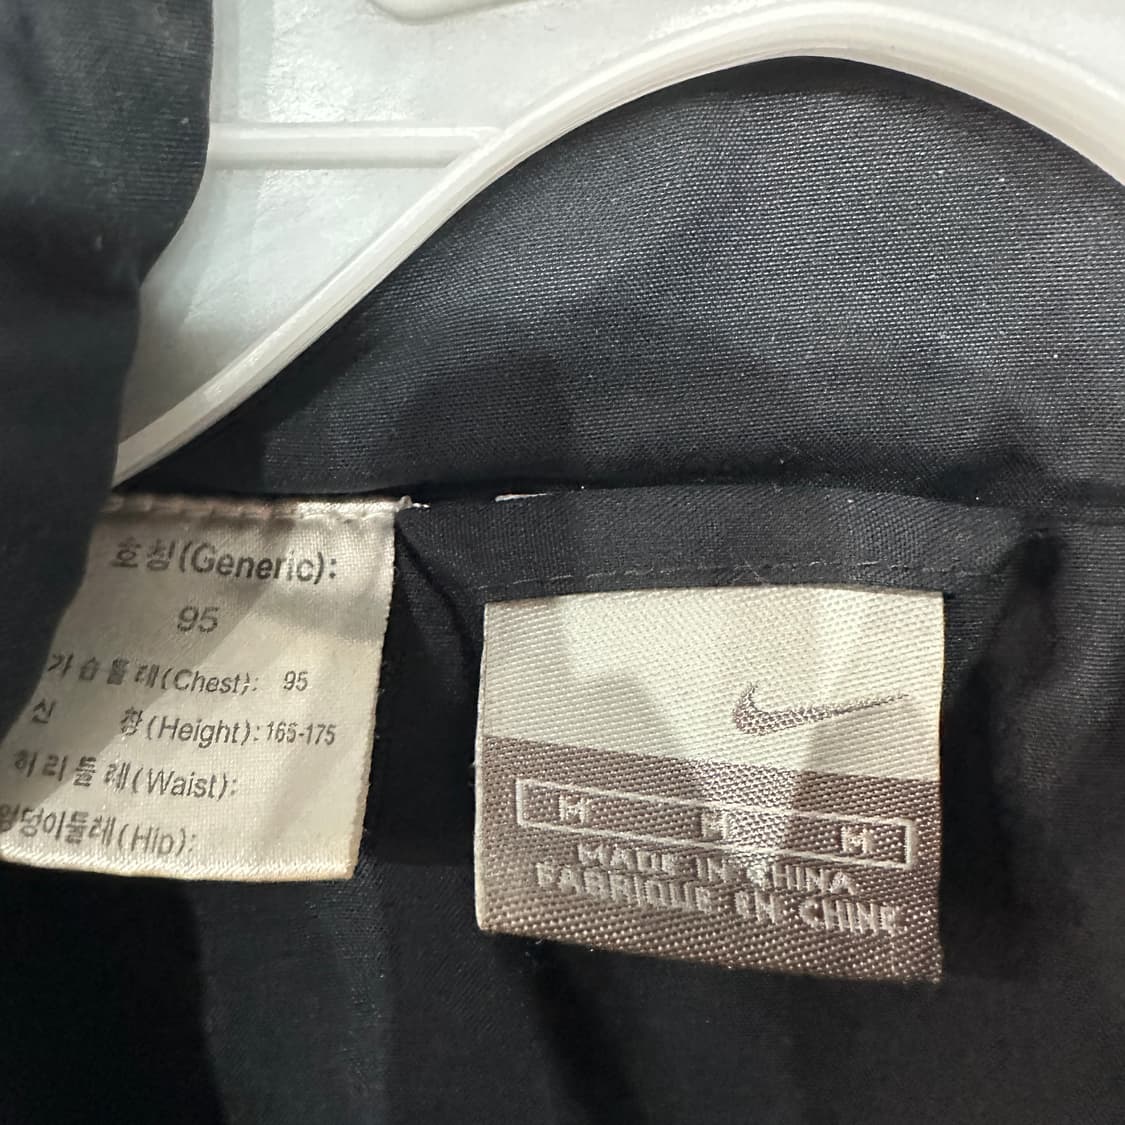 호칭(Generic):
95
가슴둘레(Chest): 95
신 장(Height): 165-175
허리둘레(Waist):
엉덩이둘레(Hip):
M M M
MADE IN CHINA
FABRIQUE EN CHINE